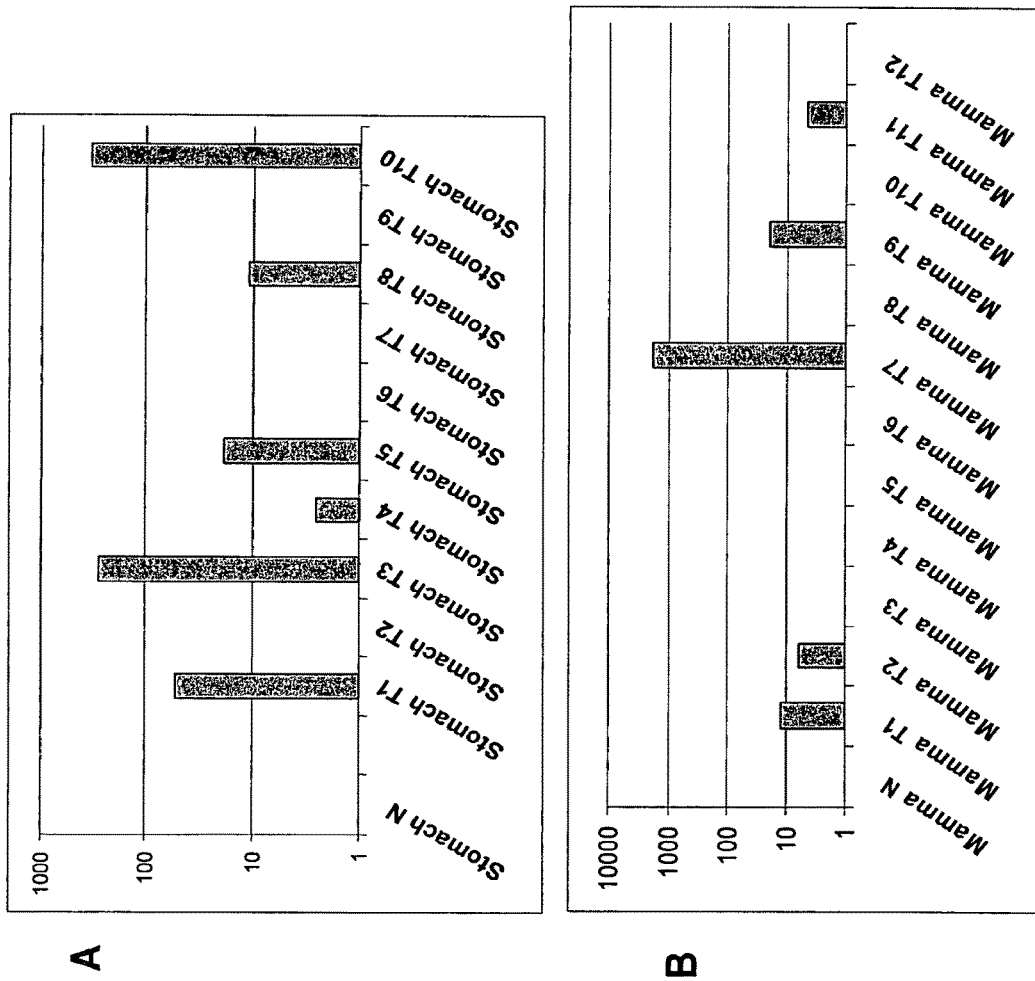 A
1000
100
10
1
Stomach N
Stomach T1
Stomach T2
Stomach T3
Stomach T4
Stomach T5
Stomach T6
Stomach T7
Stomach T8
Stomach T9
Stomach T10
B
10000
1000
100
10
1
Mamma N
Mamma T1
Mamma T2
Mamma T3
Mamma T4
Mamma T5
Mamma T6
Mamma T7
Mamma T8
Mamma T9
Mamma T10
Mamma T11
Mamma T12